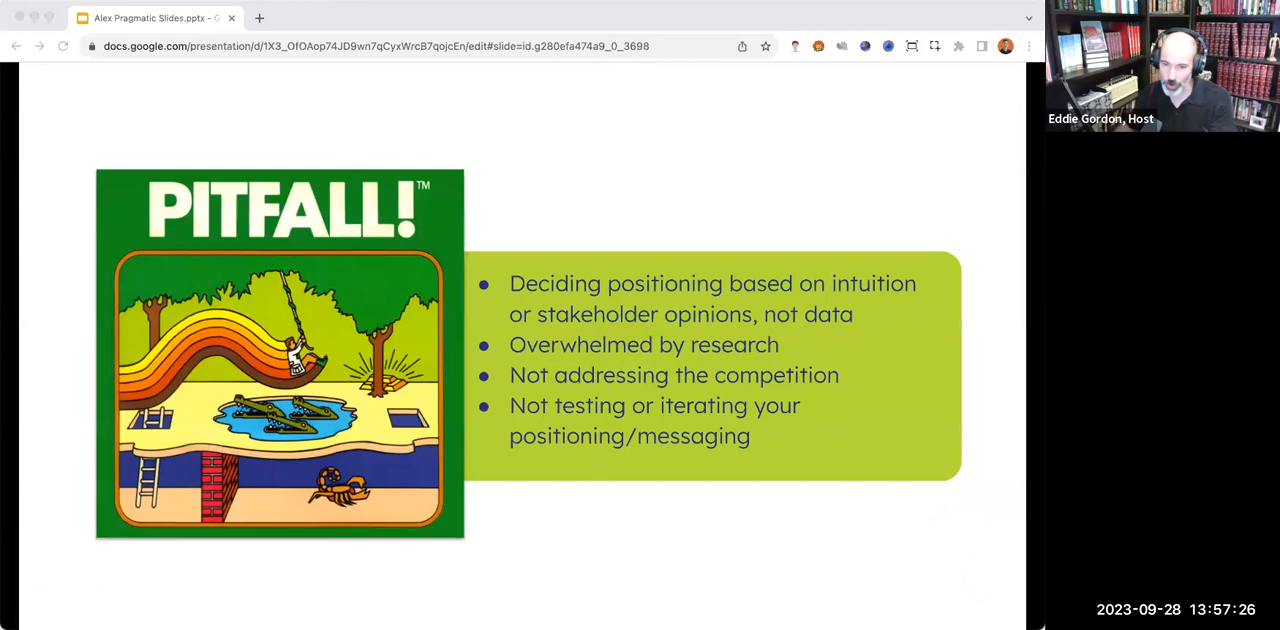 Alex Pragmatic Slides.pptx - G
docs.google.com/presentation/d/1X3_OfOAop74JD9wn7qCyxWrcB7qojcEn/edit#slide=id.g280efa474a9_0_3698
Eddie Gordon, Host
PITFALL!™
● Deciding positioning based on intuition
or stakeholder opinions, not data
● Overwhelmed by research
● Not addressing the competition
● Not testing or iterating your
positioning/messaging
2023-09-28 13:57:26